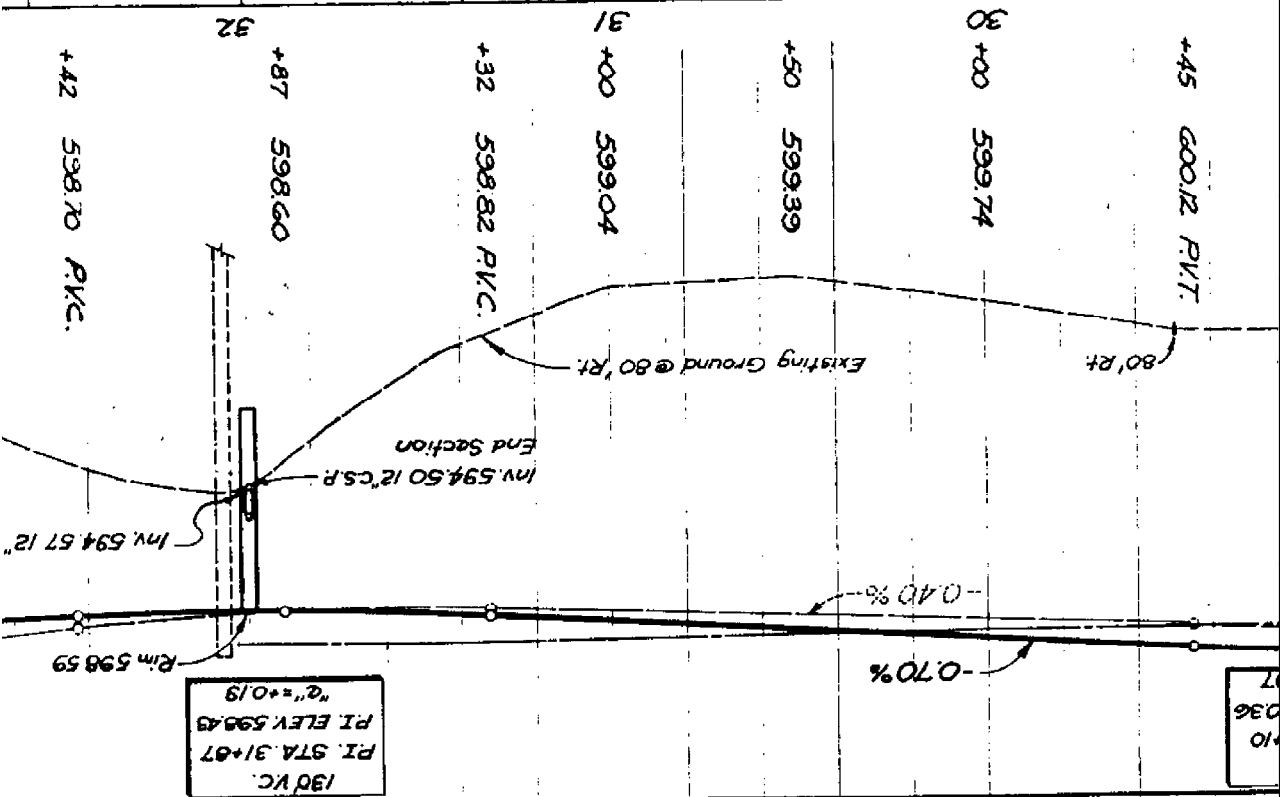 +10
036
130' V.C.
P.I. STA. 31+87
P.I. ELEV. 598.43
"a"=+0.19
-0.70%
Rim 598.59
-0.40%
Inv. 594.57 12"
Inv. 594.50 12" C.S.P.
End Section
80' Rt.
Existing Ground @ 80' Rt.
+45 600.12 P.V.T.
+00 599.74
+50 599.39
+00 599.04
+32 598.82 P.V.C.
+87 598.60
+42 598.70 P.V.C.
30
31
32